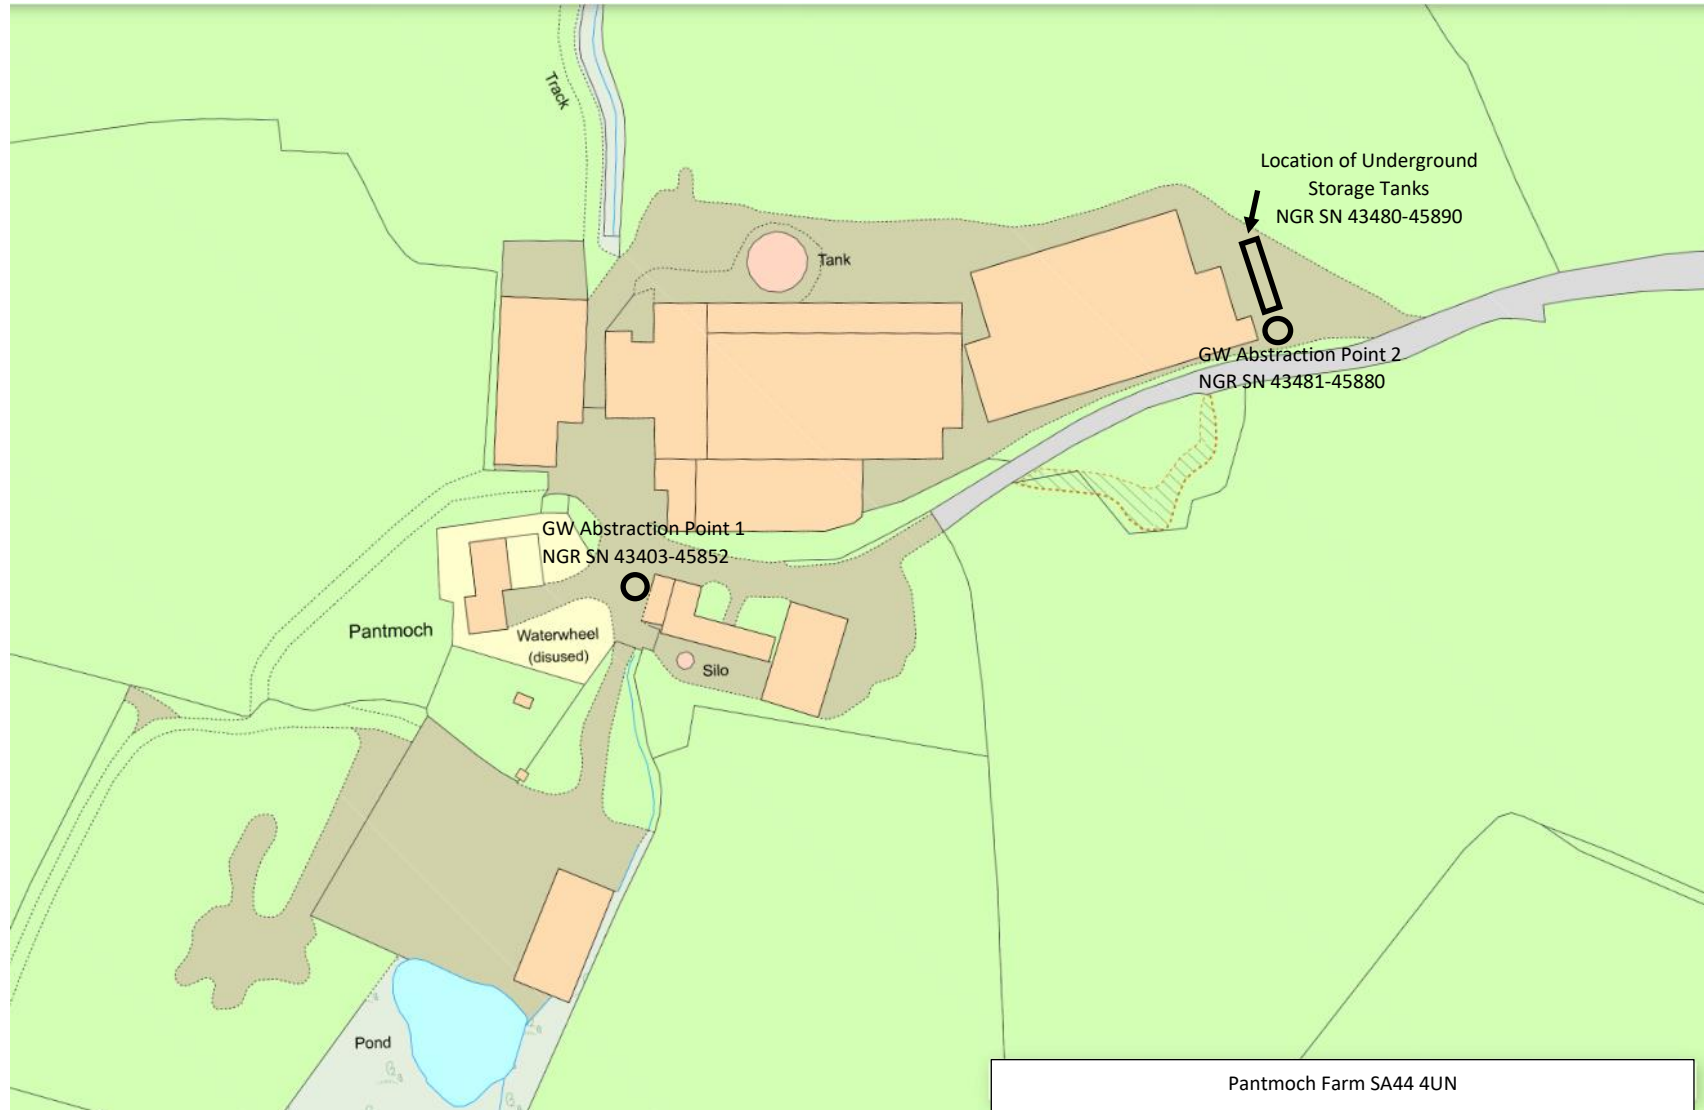 Track
Location of Underground
Storage Tanks
NGR SN 43480-45890
Tank
GW Abstraction Point 2
NGR SN 43481-45880
GW Abstraction Point 1
NGR SN 43403-45852
Pantmoch
Waterwheel
(disused)
Silo
Pond
Pantmoch Farm SA44 4UN